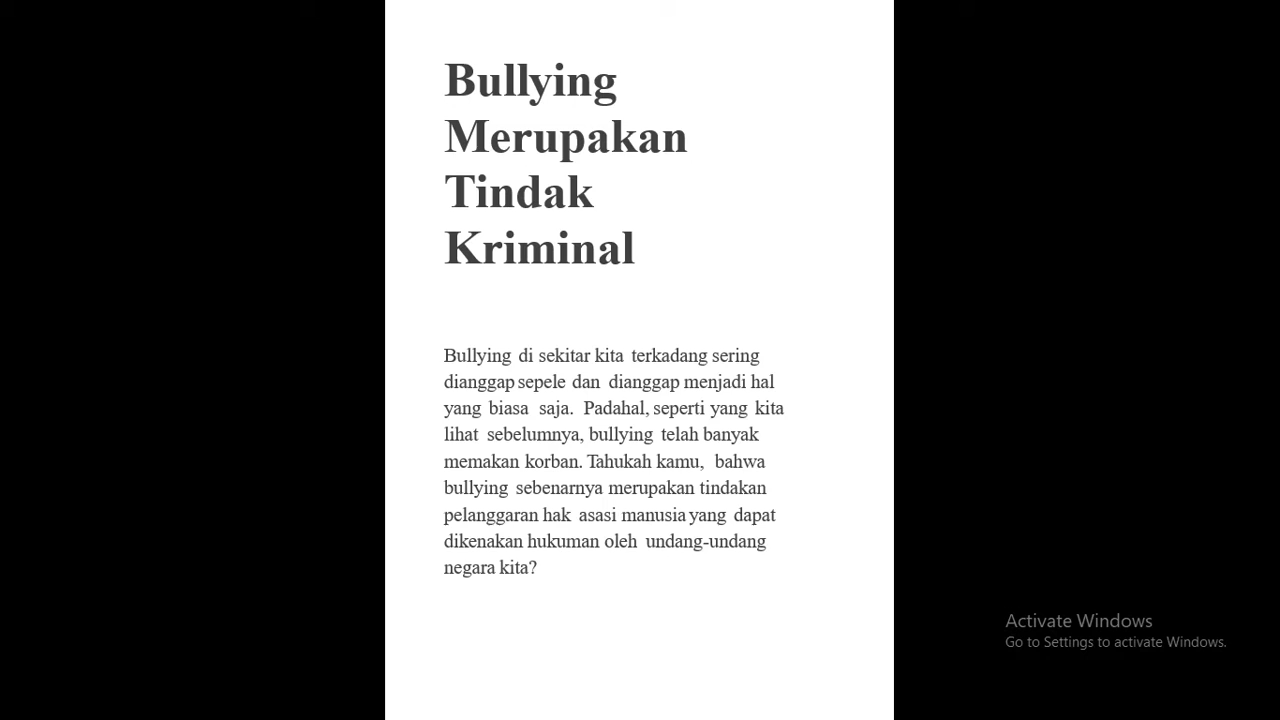 Bullying
Merupakan
Tindak
Kriminal
Bullying di sekitar kita terkadang sering
dianggap sepele dan dianggap menjadi hal
yang biasa saja. Padahal, seperti yang kita
lihat sebelumnya, bullying telah banyak
memakan korban. Tahukah kamu, bahwa
bullying sebenarnya merupakan tindakan
pelanggaran hak asasi manusia yang dapat
dikenakan hukuman oleh undang-undang
negara kita?
Activate Windows
Go to Settings to activate Windows.